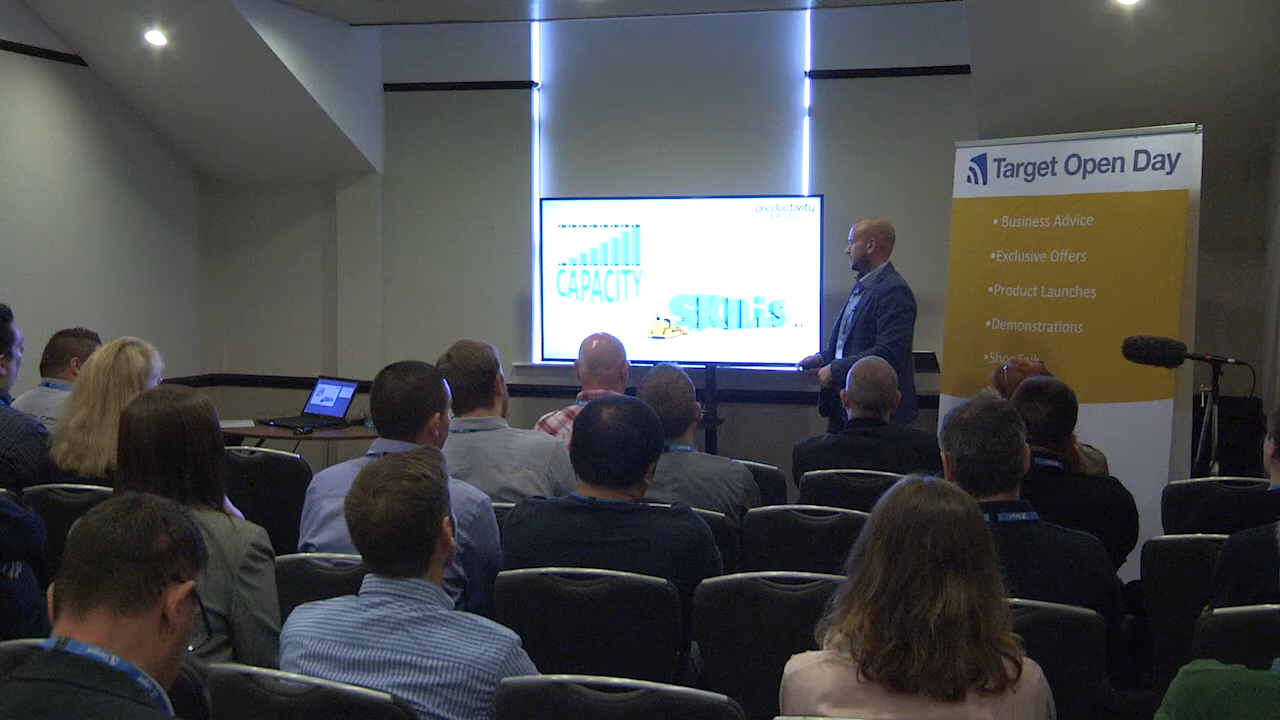 productivity
CAPACITY
SKILLS
Target Open Day
• Business Advice
•Exclusive Offers
•Product Launches
•Demonstrations